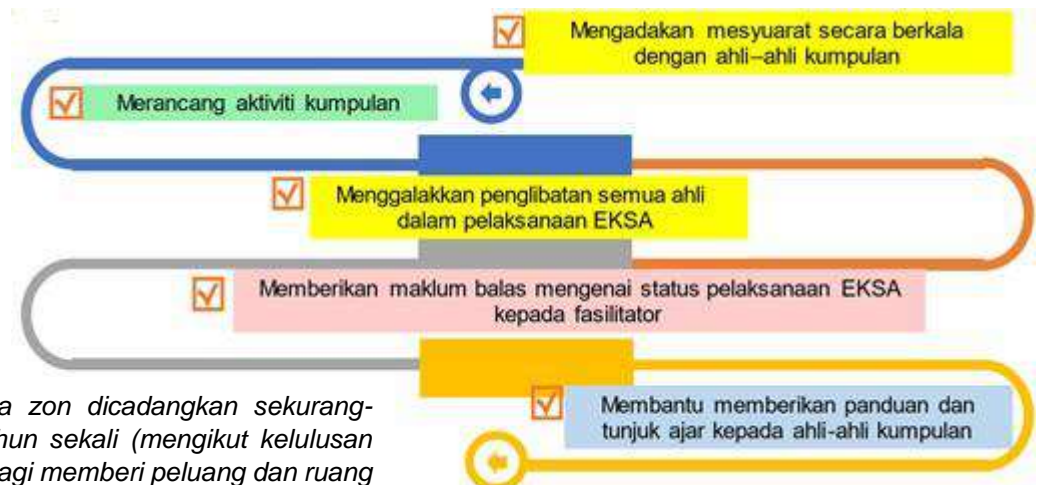 Mengadakan mesyuarat secara berkala
dengan ahli–ahli kumpulan
Merancang aktiviti kumpulan
Menggalakkan penglibatan semua ahli
dalam pelaksanaan EKSA
Memberikan maklum balas mengenai status pelaksanaan EKSA
kepada fasilitator
Membantu memberikan panduan dan
tunjuk ajar kepada ahli-ahli kumpulan
zon dicadangkan sekurang-
sekali (mengikut kelulusan
memberi peluang dan ruang